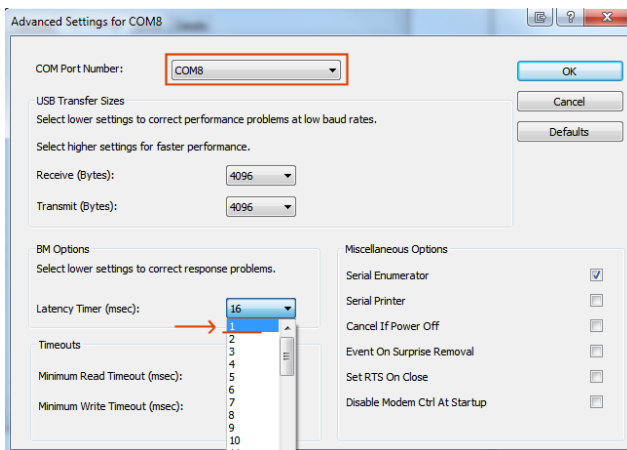 Advanced Settings for COM8
COM Port Number: COM8
OK
USB Transfer Sizes
Cancel
Select lower settings to correct performance problems at low baud rates.
Defaults
Select higher settings for faster performance.
Receive (Bytes): 4096
Transmit (Bytes): 4096
BM Options
Select lower settings to correct response problems.
Latency Timer (msec): 16
1
2
3
4
5
6
7
8
9
10
Timeouts
Minimum Read Timeout (msec):
Minimum Write Timeout (msec):
Miscellaneous Options
Serial Enumerator
Serial Printer
Cancel If Power Off
Event On Surprise Removal
Set RTS On Close
Disable Modem Ctrl At Startup